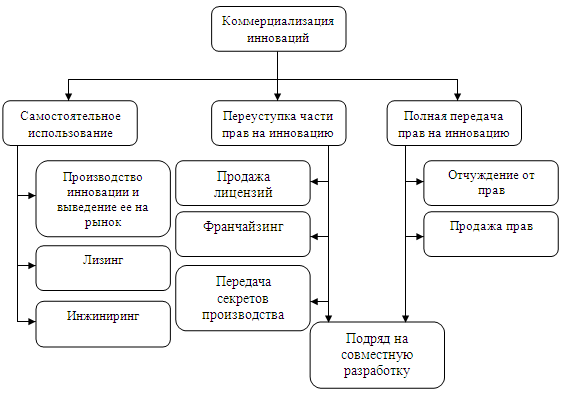 Коммерциализация
инноваций
Самостоятельное
использование
Переуступка части
прав на инновацию
Полная передача
прав на инновацию
Производство
инновации и
выведение ее на
рынок
Лизинг
Инжиниринг
Продажа
лицензий
Франчайзинг
Передача
секретов
производства
Отчуждение от
прав
Продажа прав
Подряд на
совместную
разработку